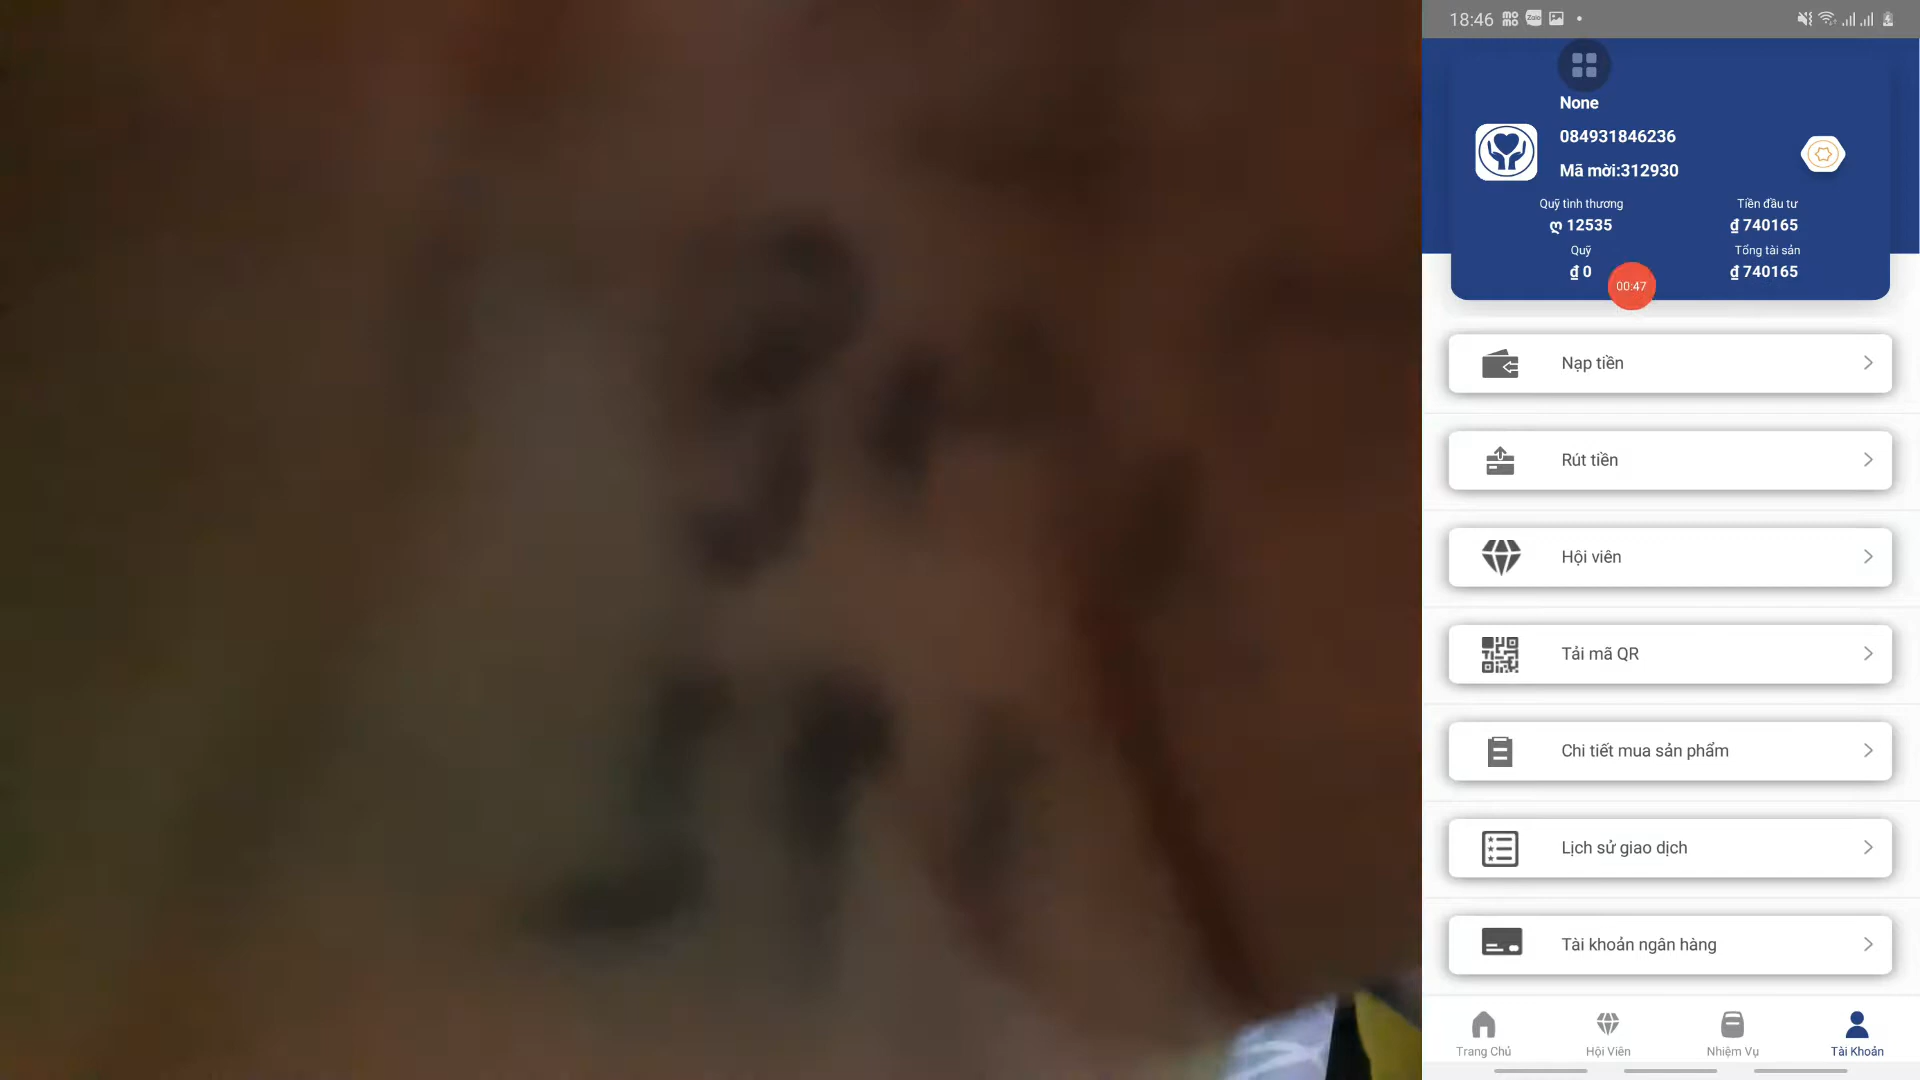 18:46
None
084931846236
Mã mời:312930
Quỹ tình thương
Tiền đầu tư
ღ 12535
₫ 740165
Quỹ
Tổng tài sản
₫ 0
₫ 740165
00:47
Nạp tiền
Rút tiền
Hội viên
Tải mã QR
Chi tiết mua sản phẩm
Lịch sử giao dịch
Tài khoản ngân hàng
Trang Chủ
Hội Viên
Nhiệm Vụ
Tài Khoản